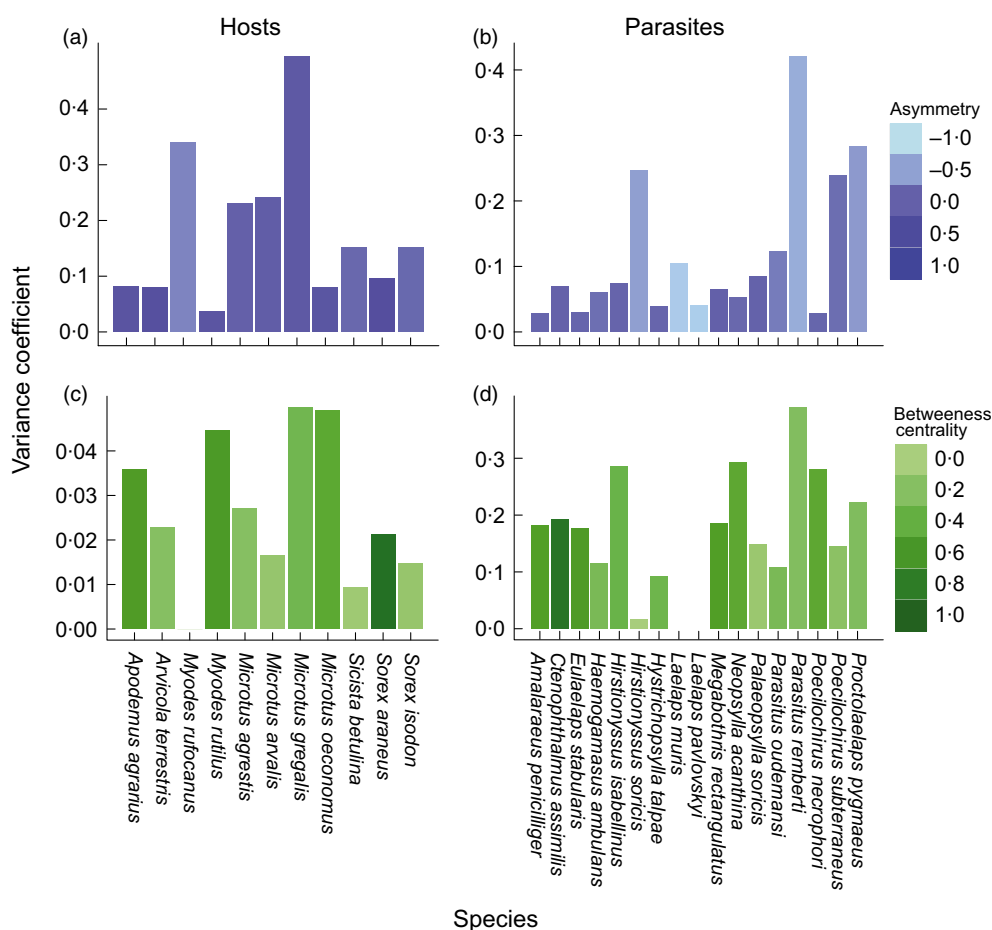 Hosts
Parasites
(a)
(b)
0·4
0·3
0·2
0·1
0·0
0·4
0·3
0·2
0·1
0·0
Asymmetry
–1·0
–0·5
0·0
0·5
1·0
Variance coefficient
(c)
(d)
0·04
0·03
0·02
0·01
0·00
0·3
0·2
0·1
0·0
Betweeness
centrality
0·0
0·2
0·4
0·6
0·8
1·0
Apodemus agrarius
Arvicola terrestris
Myodes rufocanus
Myodes rutilus
Microtus agrestis
Microtus arvalis
Microtus gregalis
Microtus oeconomus
Sicista betulina
Sorex araneus
Sorex isodon
Amalaraeus penicilliger
Ctenophthalmus assimilis
Eulaelaps stabularis
Haemogamasus ambulans
Hirstionyssus isabellinus
Hirstionyssus soricis
Hystrichopsylla talpae
Laelaps muris
Laelaps pavlovskyi
Megabothris rectangulatus
Neopsylla acanthina
Palaeopsylla soricis
Parasitus oudemansi
Parasitus remberti
Poecilochirus necrophori
Poecilochirus subterraneus
Proctolaelaps pygmaeus
Species